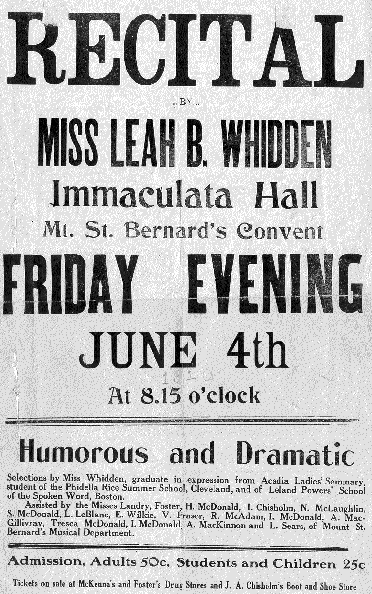 RECITAL
..BY..
MISS LEAH B. WHIDDEN
Immaculata Hall
Mt. St. Bernard's Convent
FRIDAY EVENING
JUNE 4th
At 8.15 o'clock
Humorous and Dramatic
Selections by Miss Whidden, graduate in expression from Acadia Ladies' Seminary;
student of the Phidella Rice Summer School, Cleveland, and of Leland Powers' School
of the Spoken Word, Boston.
Assisted by the Misses Landry, Foster, H. McDonald, I. Chisholm, N. McLaughlin,
S. McDonald, L. LeBlanc, E. Wilkie, V. Fraser, R. McAdam, I. McDonald, A. Mac-
Gillivray, Tresca McDonald, I. McDonald, A. MacKinnon and L. Sears, of Mount St.
Bernard's Musical Department.
Admission, Adults 50c, Students and Children 25c
Tickets on sale at McKenna's and Foster's Drug Stores and J. A. Chisholm's Boot and Shoe Store